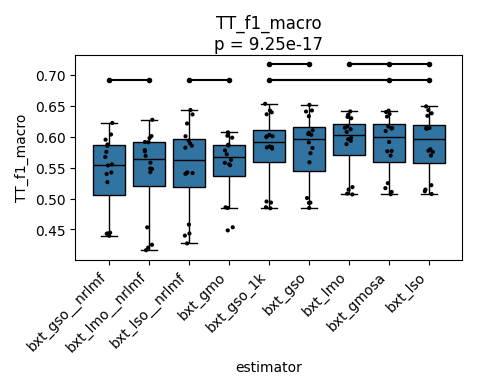 TT_f1_macro
p = 9.25e-17
TT_f1_macro
0.70
0.65
0.60
0.55
0.50
0.45
bxt_gso__nrlmf
bxt_lmo__nrlmf
bxt_lso__nrlmf
bxt_gmo
bxt_gso_1k
bxt_gso
bxt_lmo
bxt_gmosa
bxt_lso
estimator